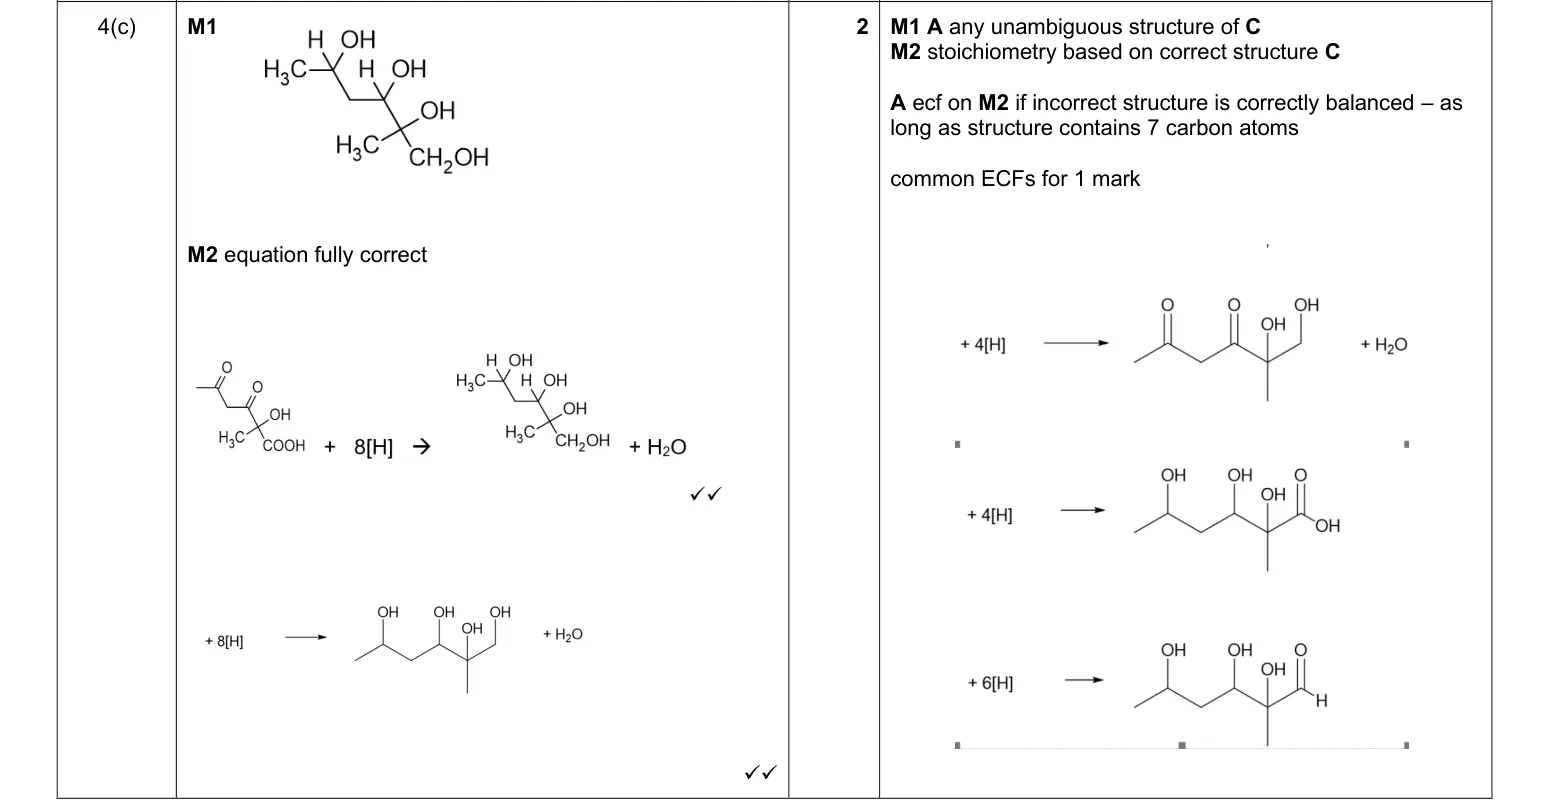 4(c)
M1
H OH
H₃C H OH
OH
H₃C
CH₂OH
M2 equation fully correct
O
O
OH
H₃C
COOH + 8[H] →
H OH
H₃C H OH
OH
H₃C
CH₂OH + H₂O
✓✓
+ 8[H]
OH OH OH
OH
+ H₂O
✓✓
2
M1 A any unambiguous structure of C
M2 stoichiometry based on correct structure C
A ecf on M2 if incorrect structure is correctly balanced – as
long as structure contains 7 carbon atoms
common ECFs for 1 mark
O O OH
OH
+ 4[H] + H₂O
OH OH O
OH
+ 4[H] OH
OH OH O
OH
+ 6[H]
H